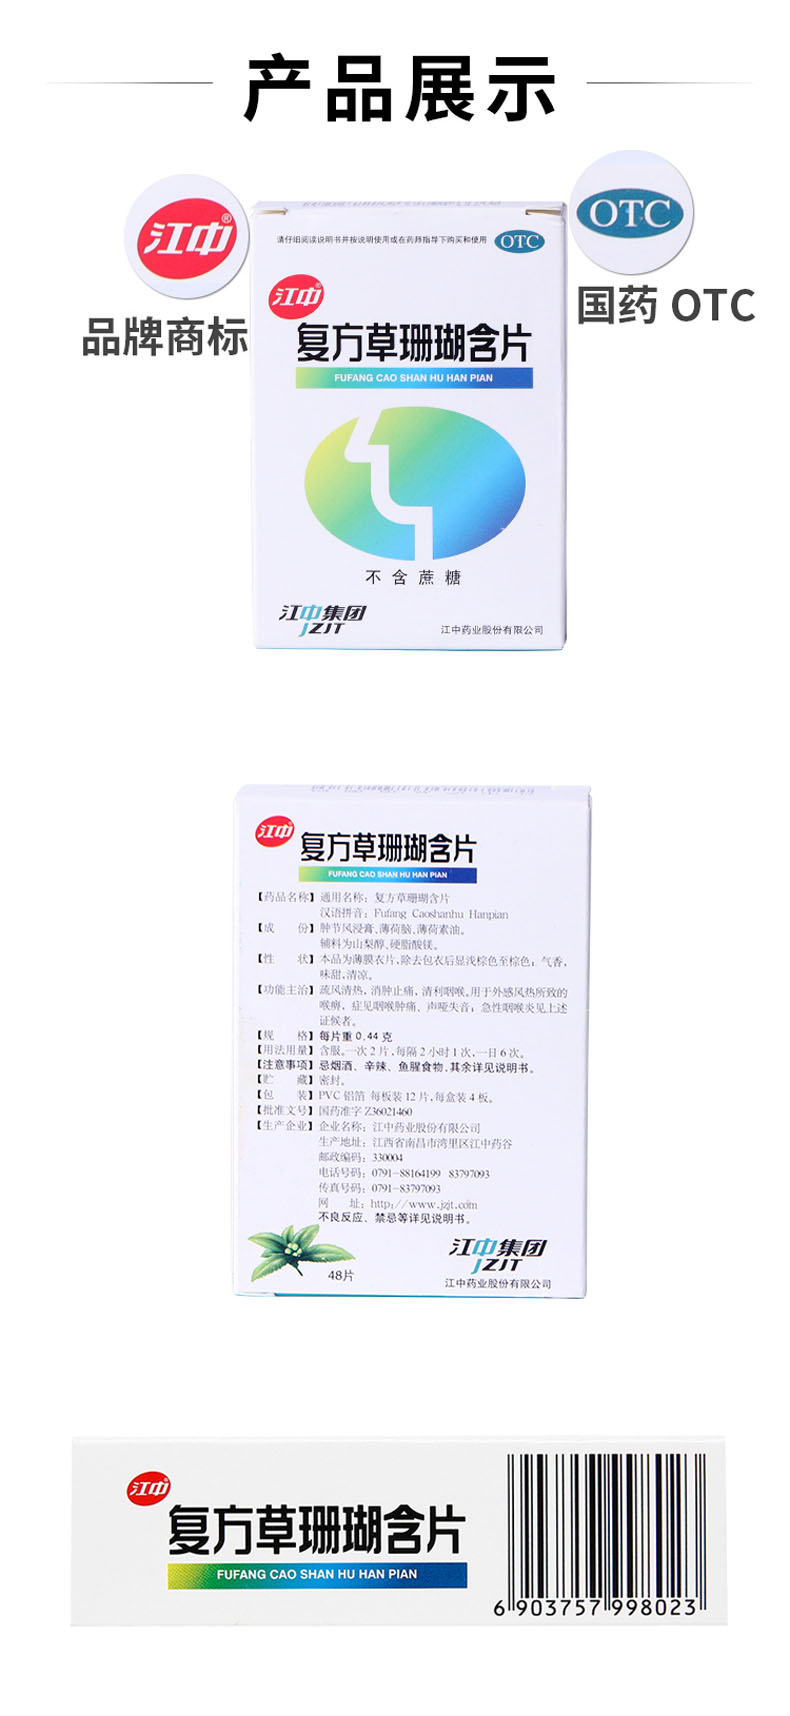 产品展示
江中®
OTC
品牌商标
国药 OTC
请仔细阅读说明书并按说明使用或在药师指导下购买和使用 OTC
江中®
复方草珊瑚含片
FUFANG CAO SHAN HU HAN PIAN
不含蔗糖
江中集团
JZJT
江中药业股份有限公司
江中®
复方草珊瑚含片
FUFANG CAO SHAN HU HAN PIAN
【药品名称】通用名称：复方草珊瑚含片
汉语拼音：Fufang Caoshanhu Hanpian
【成 份】肿节风浸膏、薄荷脑、薄荷素油。
辅料为山梨醇、硬脂酸镁。
【性 状】本品为薄膜衣片，除去包衣后显浅棕色至棕色；气香，
味甜，清凉。
【功能主治】疏风清热，消肿止痛，清利咽喉。用于外感风热所致的
喉痹，症见咽喉肿痛、声哑失音；急性咽喉炎见上述
证候者。
【规 格】每片重 0.44 克
【用法用量】含服。一次 2 片，每隔 2 小时 1 次，一日 6 次。
【注意事项】忌烟酒、辛辣、鱼腥食物，其余详见说明书。
【贮 藏】密封。
【包 装】PVC 铝箔 每板装 12 片，每盒装 4 板。
【批准文号】国药准字 Z36021460
【生产企业】企业名称：江中药业股份有限公司
生产地址：江西省南昌市湾里区江中药谷
邮政编码：330004
电话号码：0791-88164199 83797093
传真号码：0791-83797093
网 址：http://www.jzjt.com
不良反应、禁忌等详见说明书。
48片
江中集团
JZJT
江中药业股份有限公司
江中®
复方草珊瑚含片
FUFANG CAO SHAN HU HAN PIAN
6 903757 998023